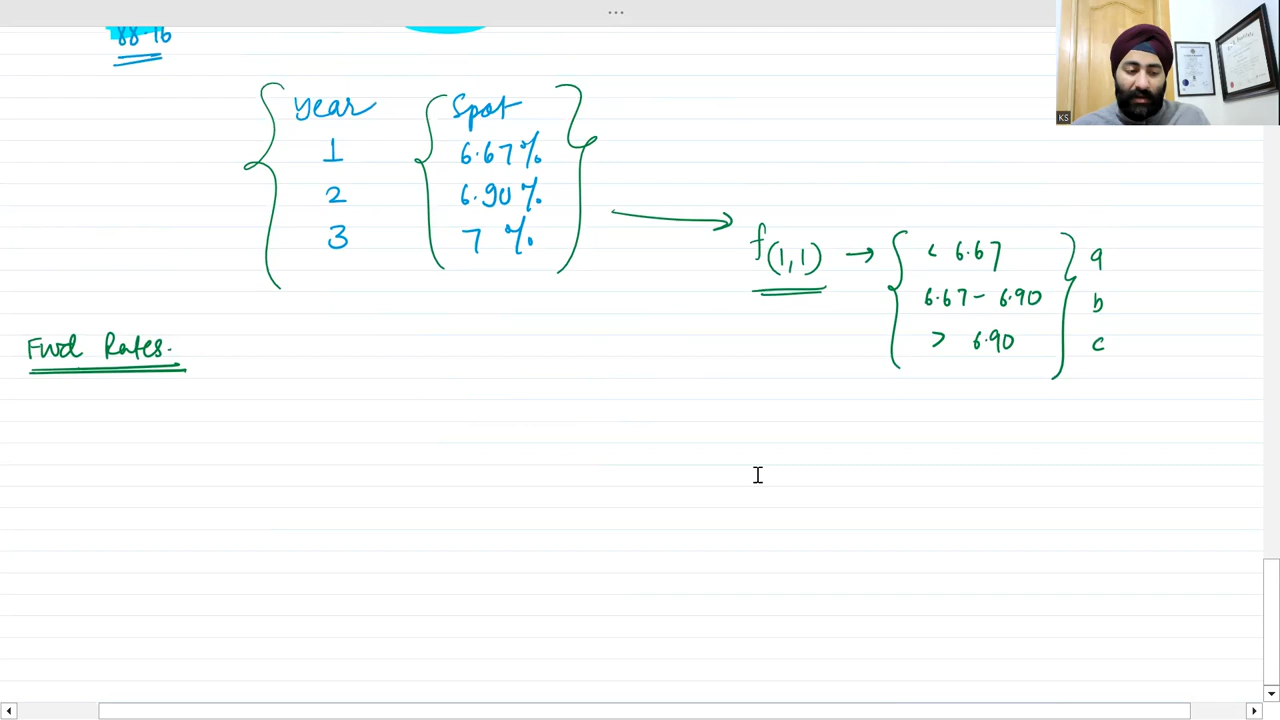 88.16
Year Spot
1 6.67%
2 6.90%
3 7 %
f(1,1) → < 6.67 a
6.67 - 6.90 b
> 6.90 c
Fwd Rates.
KS